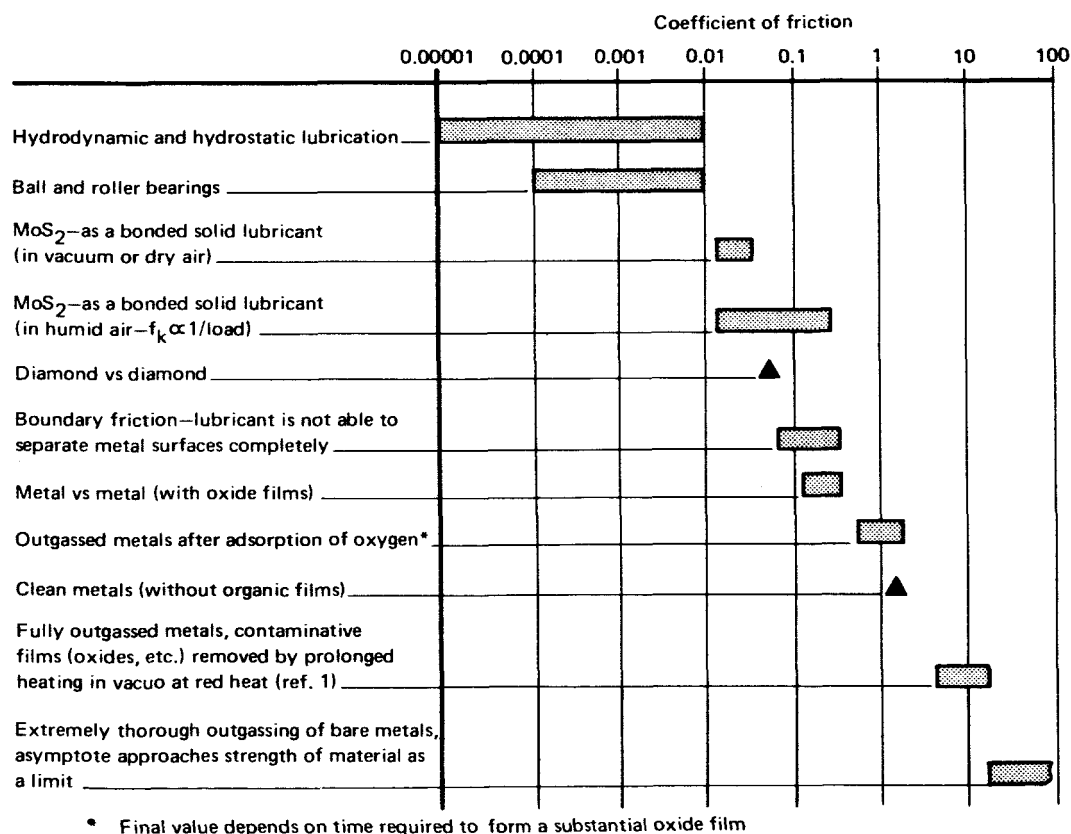 Coefficient of friction
0.00001 0.0001 0.001 0.01 0.1 1 10 100
Hydrodynamic and hydrostatic lubrication
Ball and roller bearings
MoS2—as a bonded solid lubricant
(in vacuum or dry air)
MoS2—as a bonded solid lubricant
(in humid air—fk∝1/load)
Diamond vs diamond
Boundary friction—lubricant is not able to
separate metal surfaces completely
Metal vs metal (with oxide films)
Outgassed metals after adsorption of oxygen*
Clean metals (without organic films)
Fully outgassed metals, contaminative
films (oxides, etc.) removed by prolonged
heating in vacuo at red heat (ref. 1)
Extremely thorough outgassing of bare metals,
asymptote approaches strength of material as
a limit
* Final value depends on time required to form a substantial oxide film